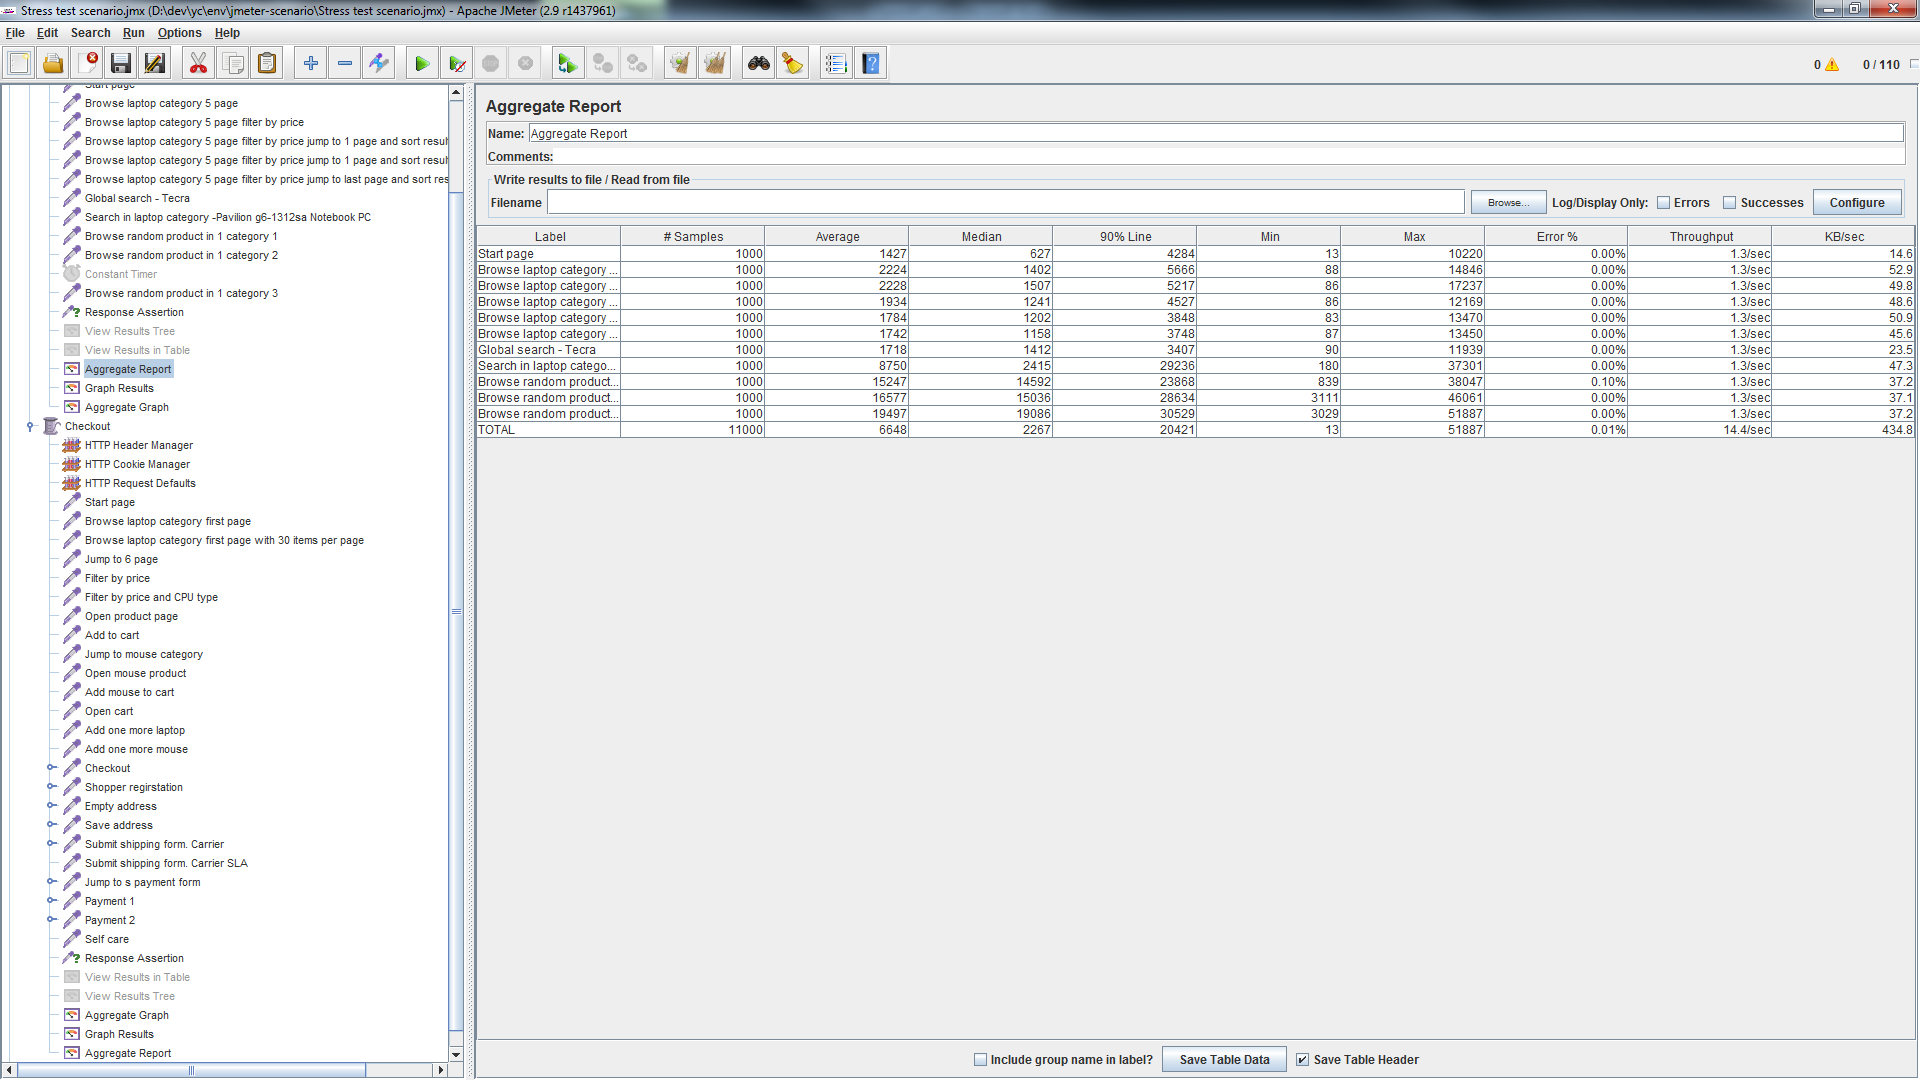 Stress test scenario.jmx (D:\dev\yc\env\jmeter-scenario\Stress test scenario.jmx) - Apache JMeter (2.9 r1437961)
File Edit Search Run Options Help
0 0 / 110
Start page
Browse laptop category 5 page
Browse laptop category 5 page filter by price
Browse laptop category 5 page filter by price jump to 1 page and sort resul
Browse laptop category 5 page filter by price jump to 1 page and sort resul
Browse laptop category 5 page filter by price jump to last page and sort res
Global search - Tecra
Search in laptop category -Pavilion g6-1312sa Notebook PC
Browse random product in 1 category 1
Browse random product in 1 category 2
Constant Timer
Browse random product in 1 category 3
Response Assertion
View Results Tree
View Results in Table
Aggregate Report
Graph Results
Aggregate Graph
Checkout
HTTP Header Manager
HTTP Cookie Manager
HTTP Request Defaults
Start page
Browse laptop category first page
Browse laptop category first page with 30 items per page
Jump to 6 page
Filter by price
Filter by price and CPU type
Open product page
Add to cart
Jump to mouse category
Open mouse product
Add mouse to cart
Open cart
Add one more laptop
Add one more mouse
Checkout
Shopper regirstation
Empty address
Save address
Submit shipping form. Carrier
Submit shipping form. Carrier SLA
Jump to s payment form
Payment 1
Payment 2
Self care
Response Assertion
View Results in Table
View Results Tree
Aggregate Graph
Graph Results
Aggregate Report
Aggregate Report
Name: Aggregate Report
Comments:
Write results to file / Read from file
Filename Browse... Log/Display Only: Errors Successes Configure
Label # Samples Average Median 90% Line Min Max Error % Throughput KB/sec
Start page 1000 1427 627 4284 13 10220 0.00% 1.3/sec 14.6
Browse laptop category ... 1000 2224 1402 5666 88 14846 0.00% 1.3/sec 52.9
Browse laptop category ... 1000 2228 1507 5217 86 17237 0.00% 1.3/sec 49.8
Browse laptop category ... 1000 1934 1241 4527 86 12169 0.00% 1.3/sec 48.6
Browse laptop category ... 1000 1784 1202 3848 83 13470 0.00% 1.3/sec 50.9
Browse laptop category ... 1000 1742 1158 3748 87 13450 0.00% 1.3/sec 45.6
Global search - Tecra 1000 1718 1412 3407 90 11939 0.00% 1.3/sec 23.5
Search in laptop catego... 1000 8750 2415 29236 180 37301 0.00% 1.3/sec 47.3
Browse random product... 1000 15247 14592 23868 839 38047 0.10% 1.3/sec 37.2
Browse random product... 1000 16577 15036 28634 3111 46061 0.00% 1.3/sec 37.1
Browse random product... 1000 19497 19086 30529 3029 51887 0.00% 1.3/sec 37.2
TOTAL 11000 6648 2267 20421 13 51887 0.01% 14.4/sec 434.8
Include group name in label? Save Table Data Save Table Header